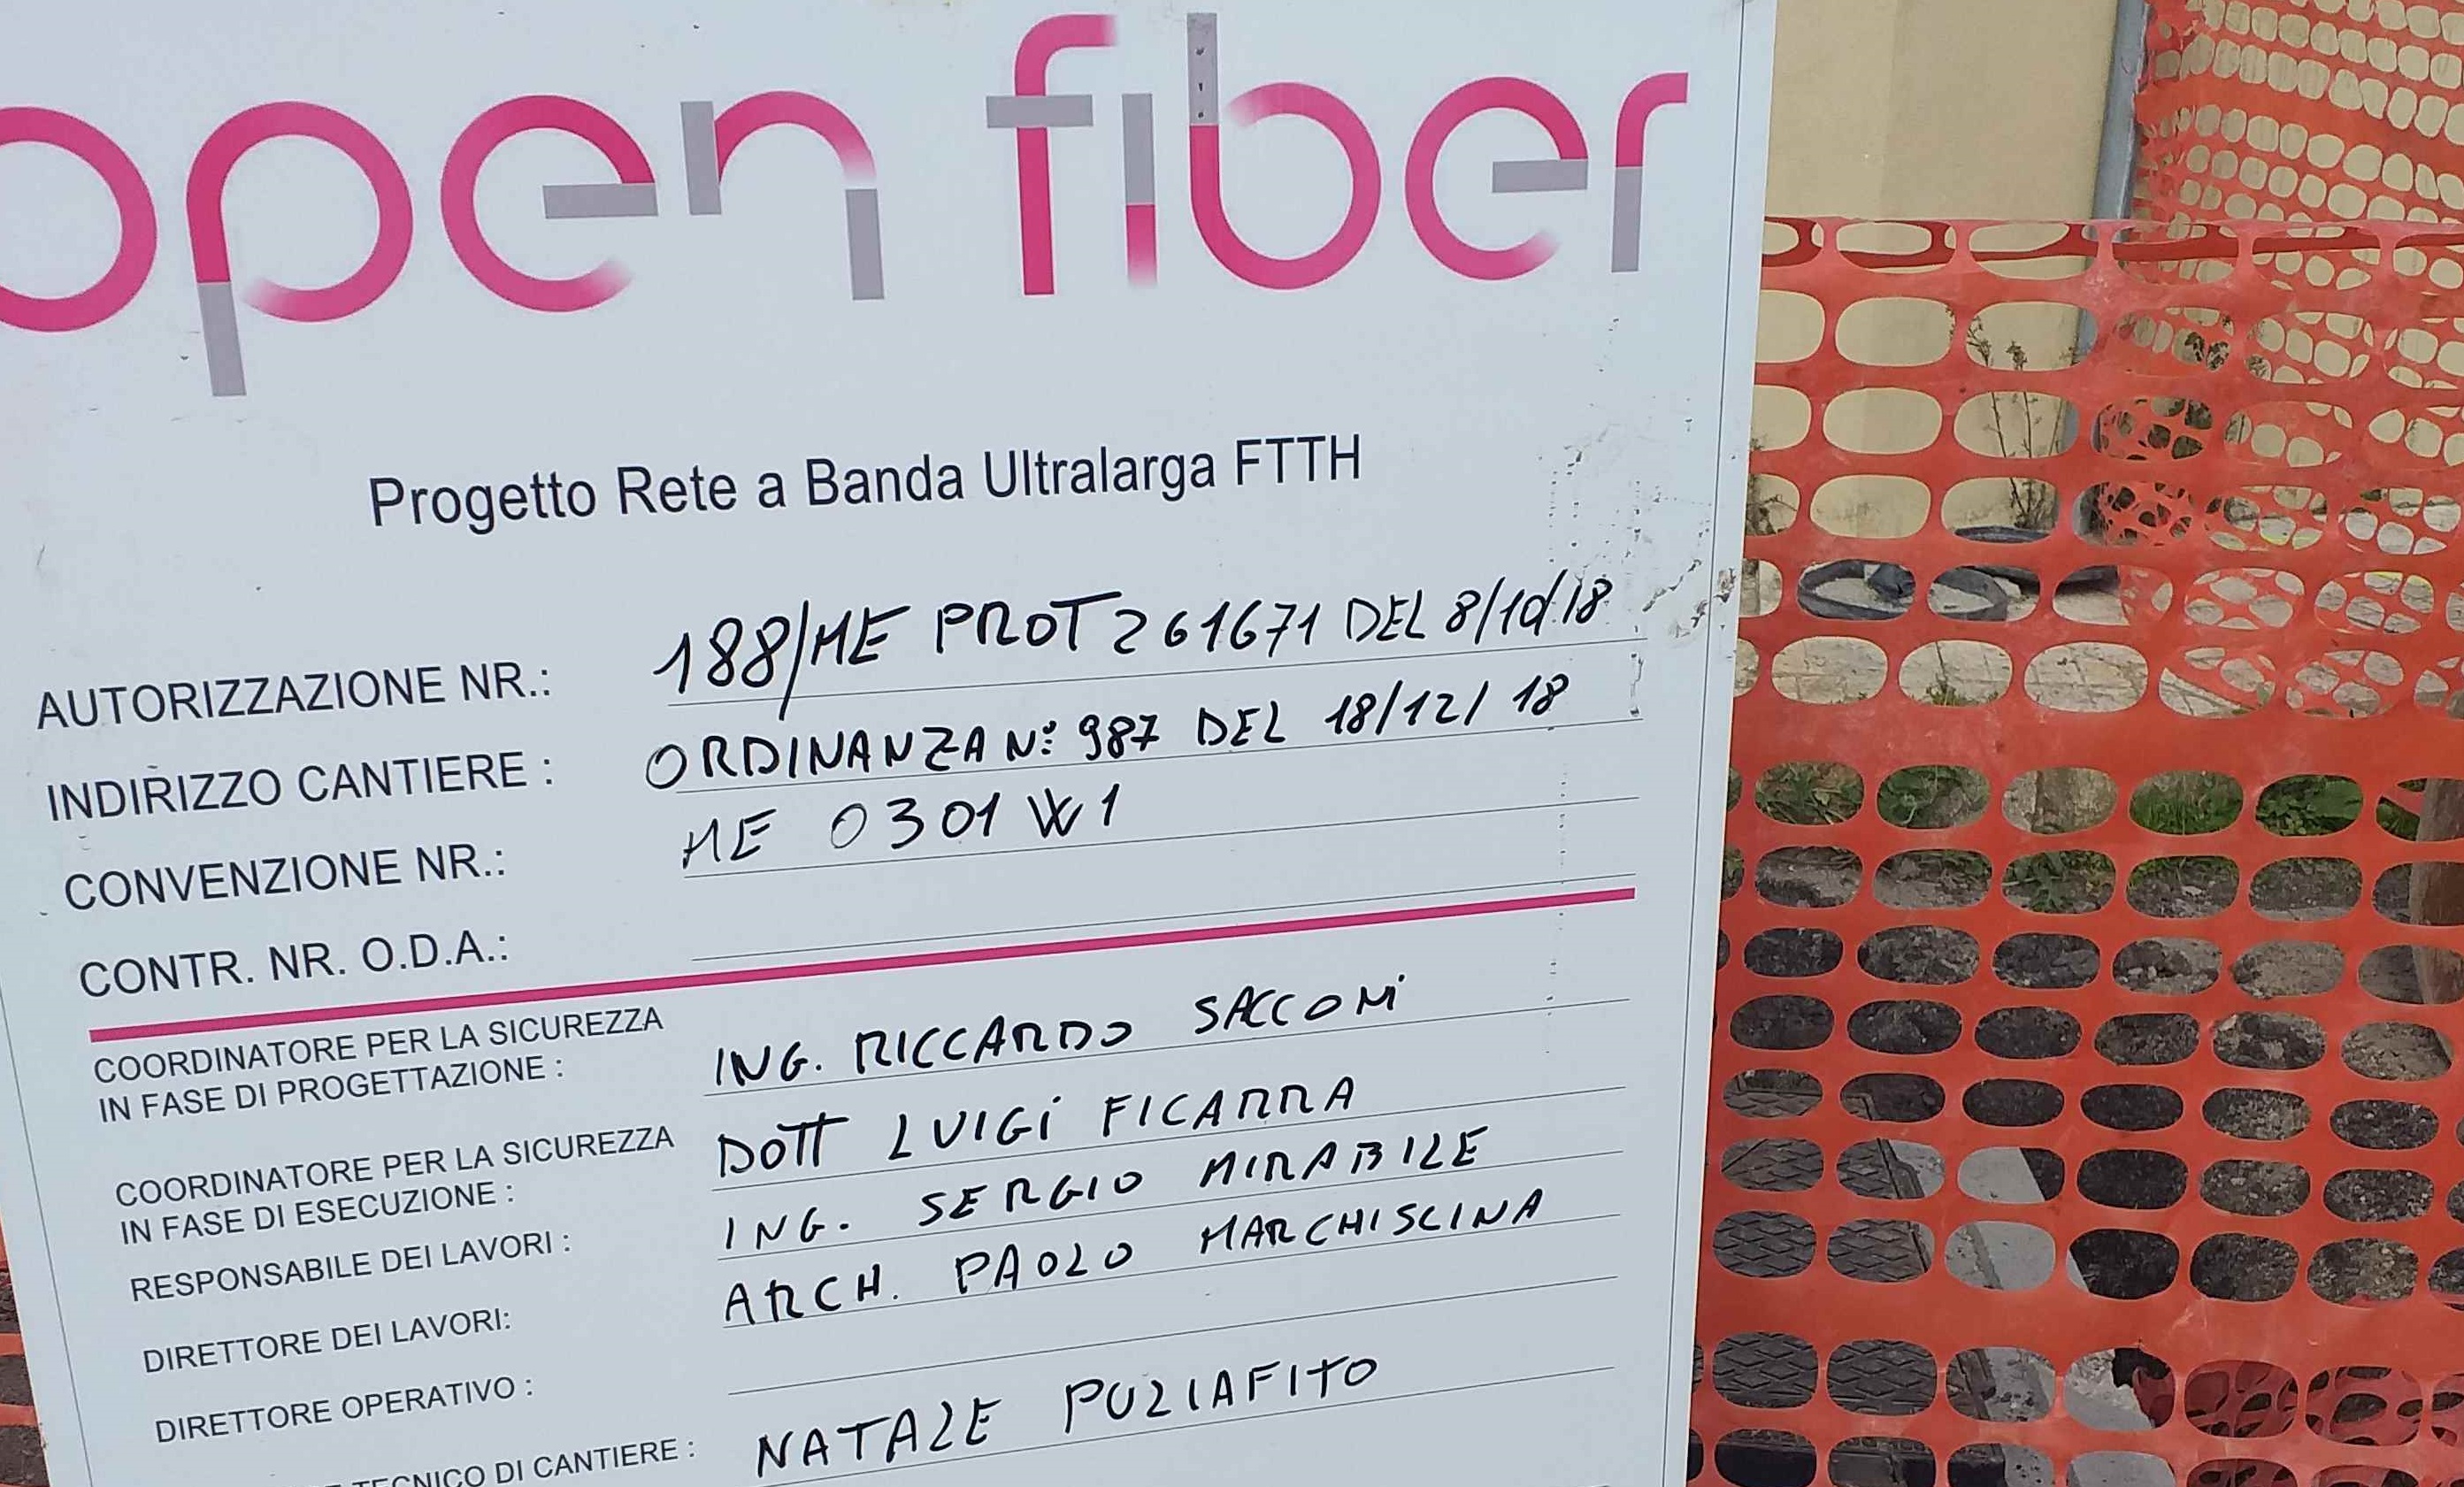 open fiber
Progetto Rete a Banda Ultralarga FTTH
AUTORIZZAZIONE NR.: 188/ME PROT 261671 DEL 8/10/18
INDIRIZZO CANTIERE : ORDINANZA N° 987 DEL 18/12/18
CONVENZIONE NR.: ME 0301 W1
CONTR. NR. O.D.A.:
COORDINATORE PER LA SICUREZZA
IN FASE DI PROGETTAZIONE : ING. RICCARDO SACCONi
COORDINATORE PER LA SICUREZZA
IN FASE DI ESECUZIONE : DOTT LUIGi FICARRA
RESPONSABILE DEI LAVORI : ING. SERGIO MIRABILE
DIRETTORE DEI LAVORI: ARCH. PAOLO MARCHISCINA
DIRETTORE OPERATIVO :
TECNICO DI CANTIERE : NATALE PULIAFITO